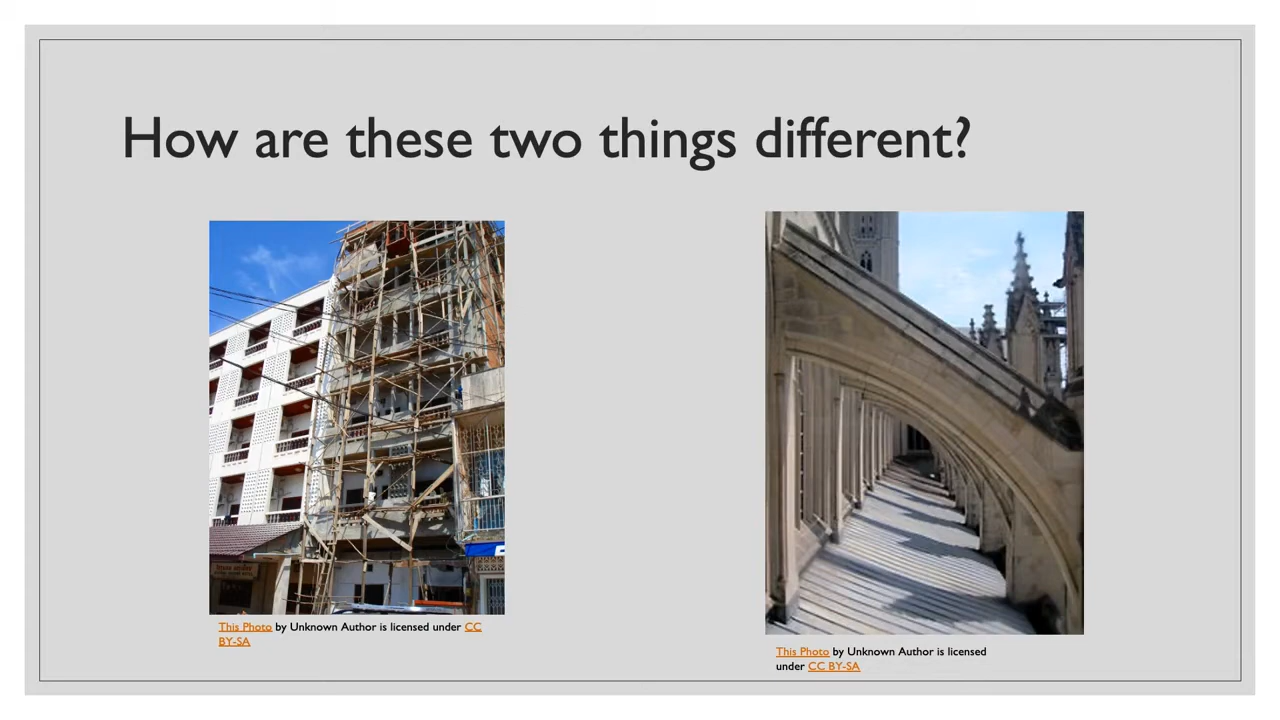 How are these two things different?
This Photo by Unknown Author is licensed under CC
BY-SA
This Photo by Unknown Author is licensed
under CC BY-SA